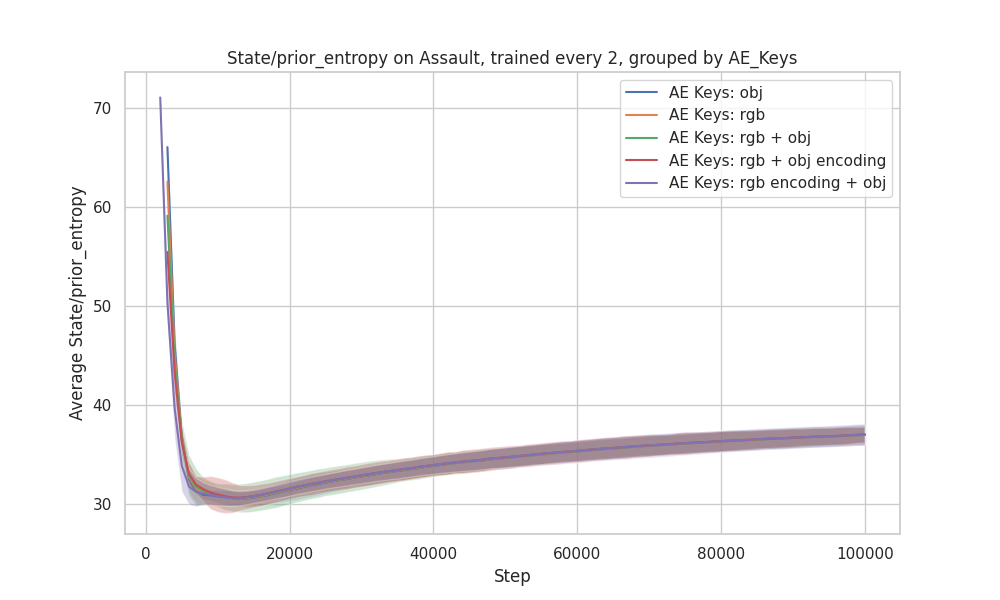 State/prior_entropy on Assault, trained every 2, grouped by AE_Keys
AE Keys: obj
AE Keys: rgb
AE Keys: rgb + obj
AE Keys: rgb + obj encoding
AE Keys: rgb encoding + obj
Average State/prior_entropy
70
60
50
40
30
0
20000
40000
60000
80000
100000
Step